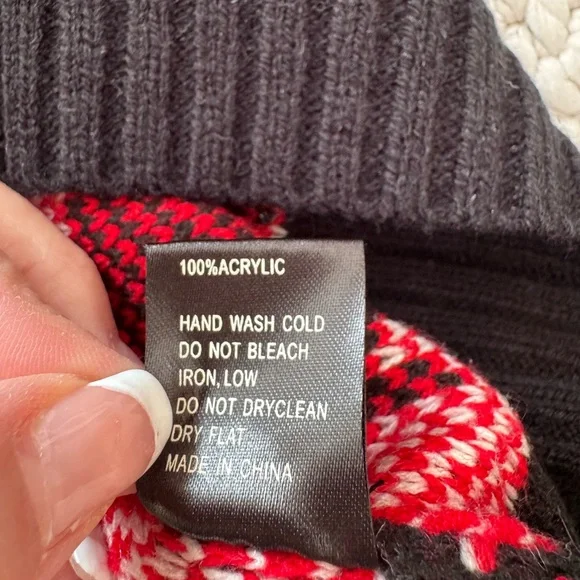 100%ACRYLIC
HAND WASH COLD
DO NOT BLEACH
IRON, LOW
DO NOT DRYCLEAN
DRY FLAT
MADE IN CHINA